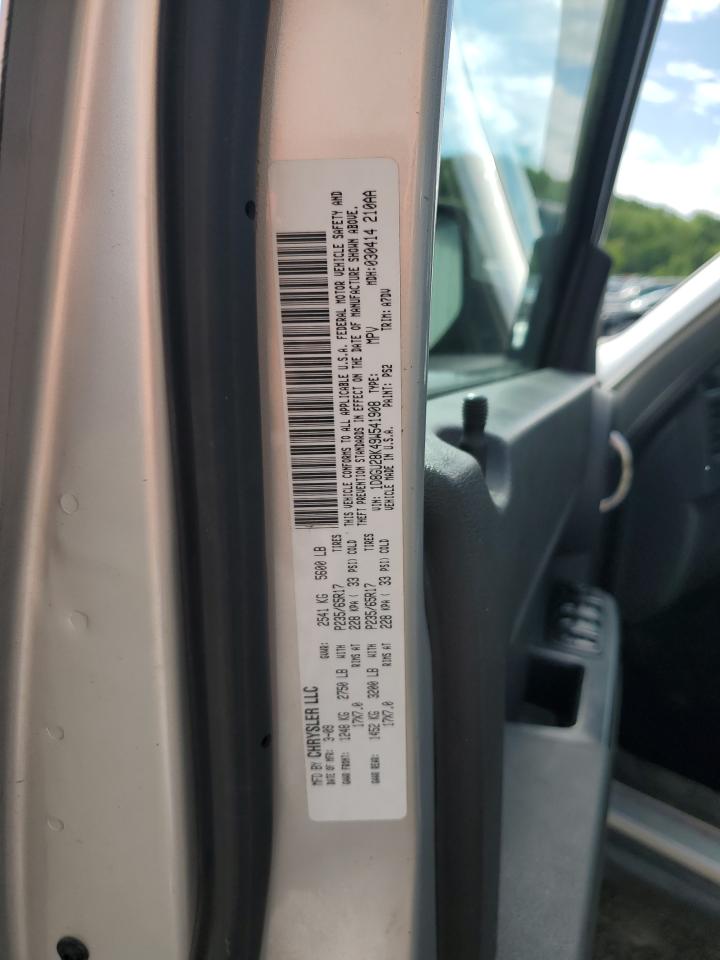 MFD BY CHRYSLER LLC
DATE OF MFR: 3-09 GVWR: 2541 KG 5600 LB
GAWR FRONT: 1248 KG 2750 LB WITH P235/65R17 TIRES
17X7.0 RIMS AT 228 KPA ( 33 PSI) COLD
GAWR REAR: 1452 KG 3200 LB WITH P235/65R17 TIRES
17X7.0 RIMS AT 228 KPA ( 33 PSI) COLD
THIS VEHICLE CONFORMS TO ALL APPLICABLE U.S.A. FEDERAL MOTOR VEHICLE SAFETY AND
THEFT PREVENTION STANDARDS IN EFFECT ON THE DATE OF MANUFACTURE SHOWN ABOVE.
VIN: 1D8GU28K49W541908 TYPE: MPV MDH:030414 210AA
VEHICLE MADE IN U.S.A. PAINT: PS2 TRIM: A7DV